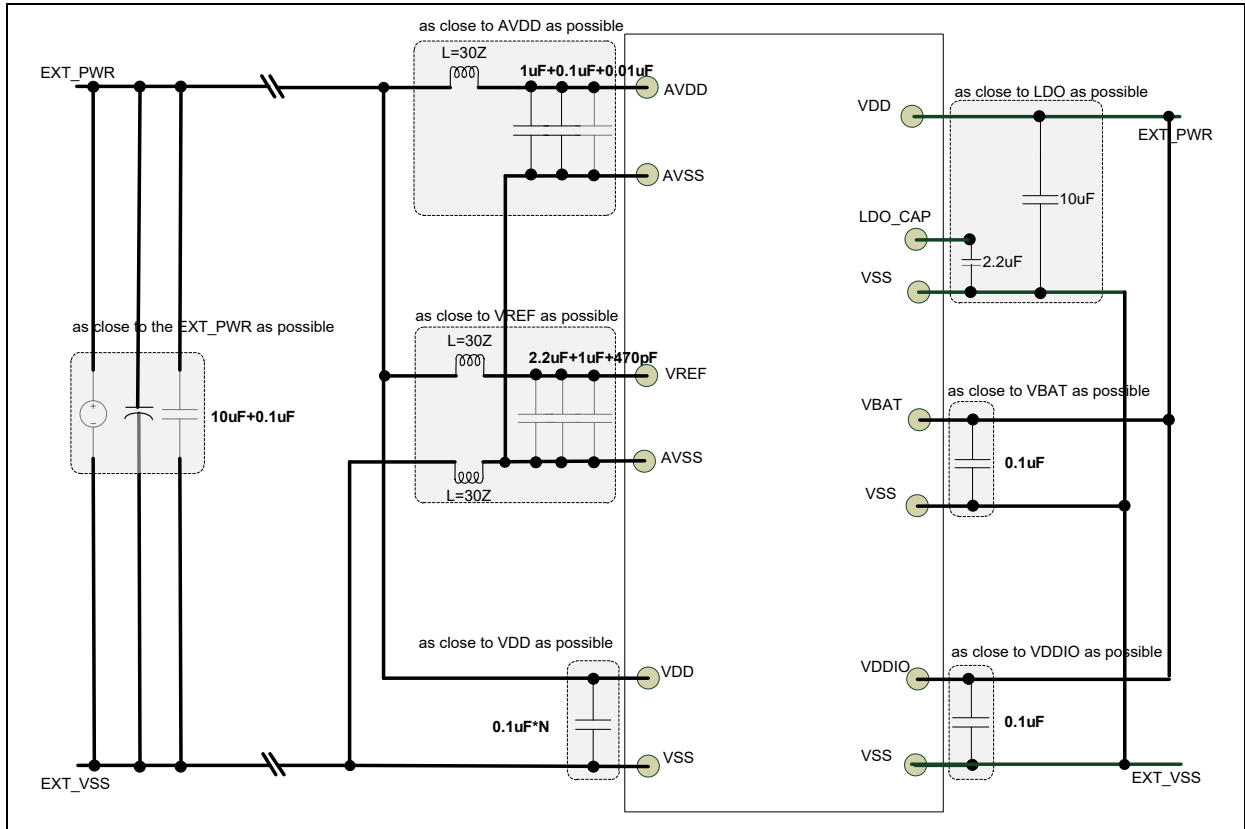 as close to AVDD as possible
L=30Z
EXT_PWR
1uF+0.1uF+0.01uF
AVDD
AVSS
as close to VREF as possible
L=30Z
2.2uF+1uF+470pF
VREF
AVSS
L=30Z
as close to the EXT_PWR as possible
10uF+0.1uF
as close to VDD as possible
VDD
0.1uF*N
VSS
EXT_VSS
as close to LDO as possible
VDD
EXT_PWR
10uF
LDO_CAP
2.2uF
VSS
as close to VBAT as possible
VBAT
0.1uF
VSS
as close to VDDIO as possible
VDDIO
0.1uF
VSS
EXT_VSS